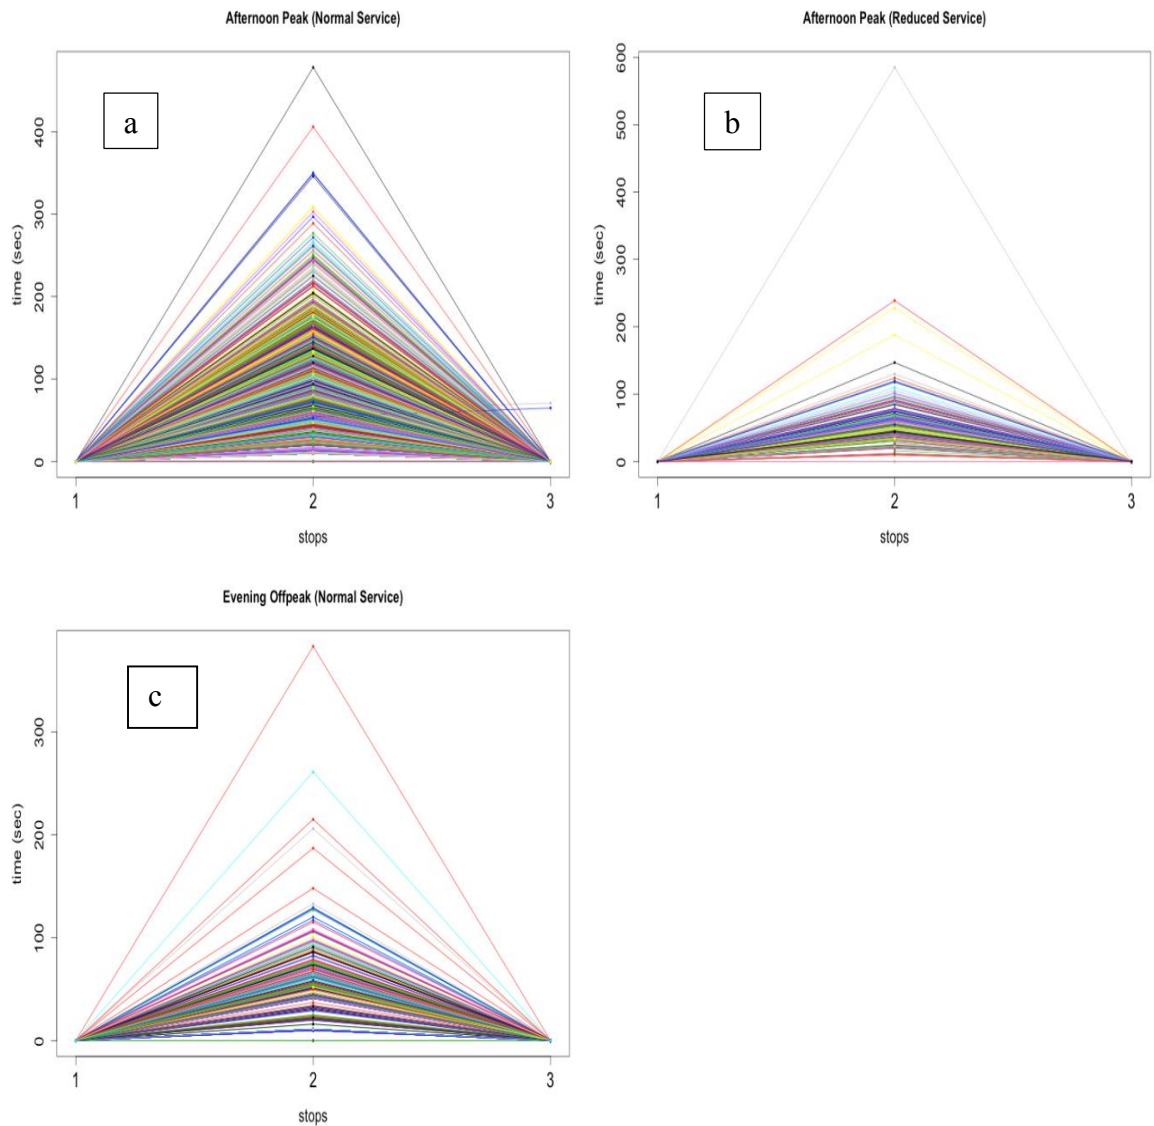 Afternoon Peak (Normal Service)
a
time (sec)
400
300
200
100
0
1 2 3
stops
Afternoon Peak (Reduced Service)
b
time (sec)
600
500
400
300
200
100
0
1 2 3
stops
Evening Offpeak (Normal Service)
c
time (sec)
300
200
100
0
1 2 3
stops